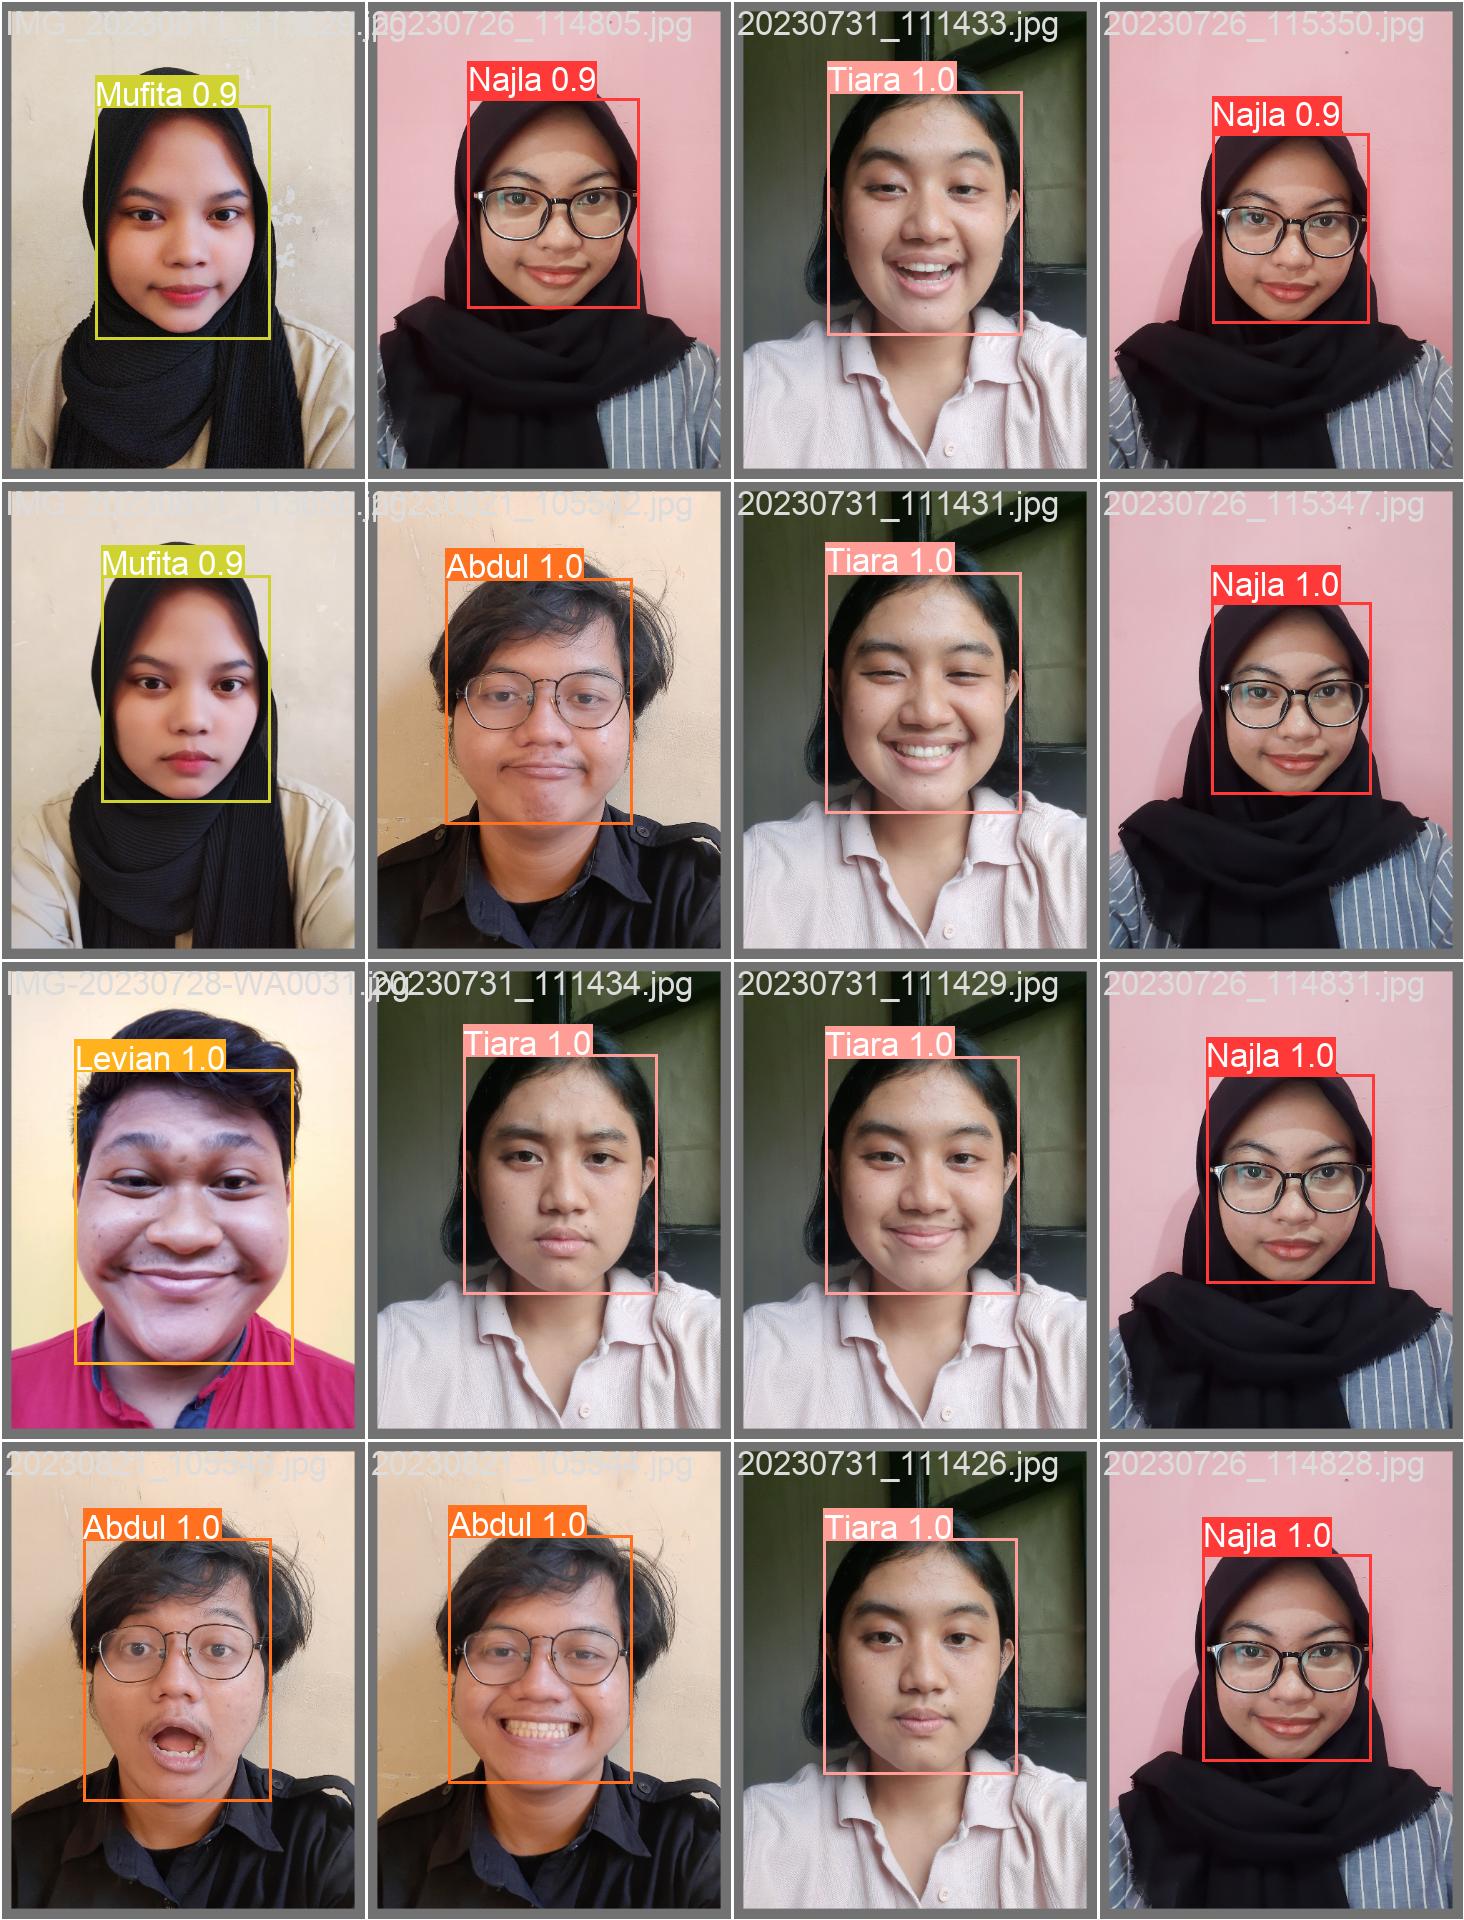 20230726_114805.jpg
20230731_111433.jpg
20230726_115350.jpg
Mufita 0.9
Najla 0.9
Tiara 1.0
Najla 0.9
20230731_111431.jpg
20230726_115347.jpg
Mufita 0.9
Abdul 1.0
Tiara 1.0
Najla 1.0
IMG-20230728-WA0031.jpg
20230731_111434.jpg
20230731_111429.jpg
20230726_114831.jpg
Levian 1.0
Tiara 1.0
Tiara 1.0
Najla 1.0
20230731_111426.jpg
20230726_114828.jpg
Abdul 1.0
Abdul 1.0
Tiara 1.0
Najla 1.0